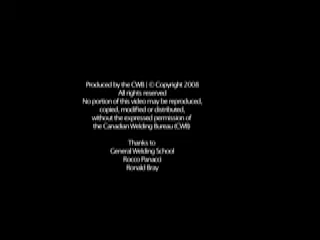 Produced by the CWB | © Copyright 2008
All rights reserved
No portion of this video may be reproduced,
copied, modified or distributed,
without the expressed permission of
the Canadian Welding Bureau (CWB)
Thanks to
General Welding School
Rocco Panacci
Ronald Bray